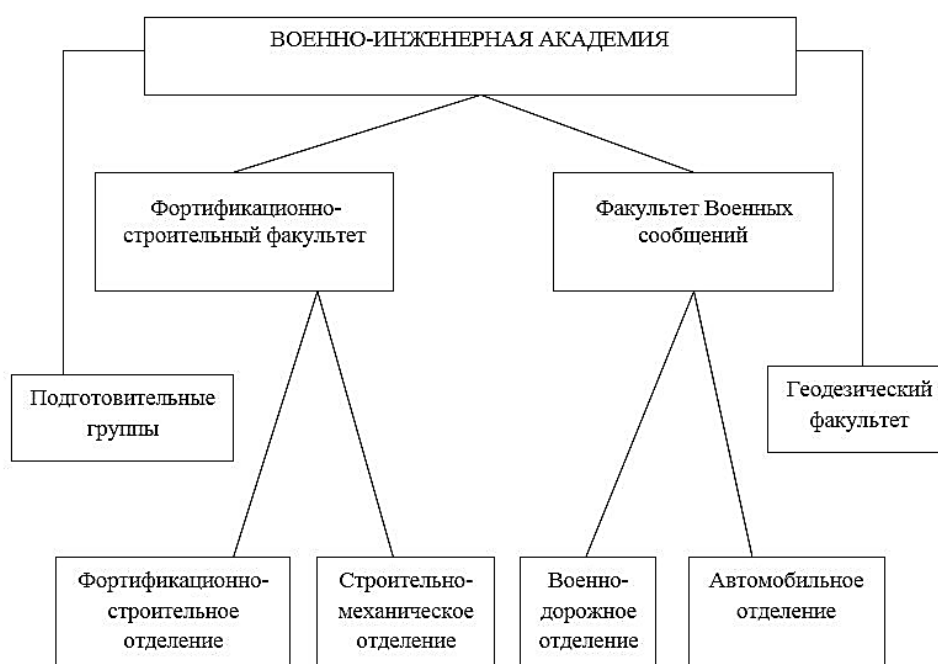 ВОЕННО-ИНЖЕНЕРНАЯ АКАДЕМИЯ
Фортификационно-
строительный факультет
Факультет Военных
сообщений
Подготовительные
группы
Геодезический
факультет
Фортификационно-
строительное
отделение
Строительно-
механическое
отделение
Военно-
дорожное
отделение
Автомобильное
отделение